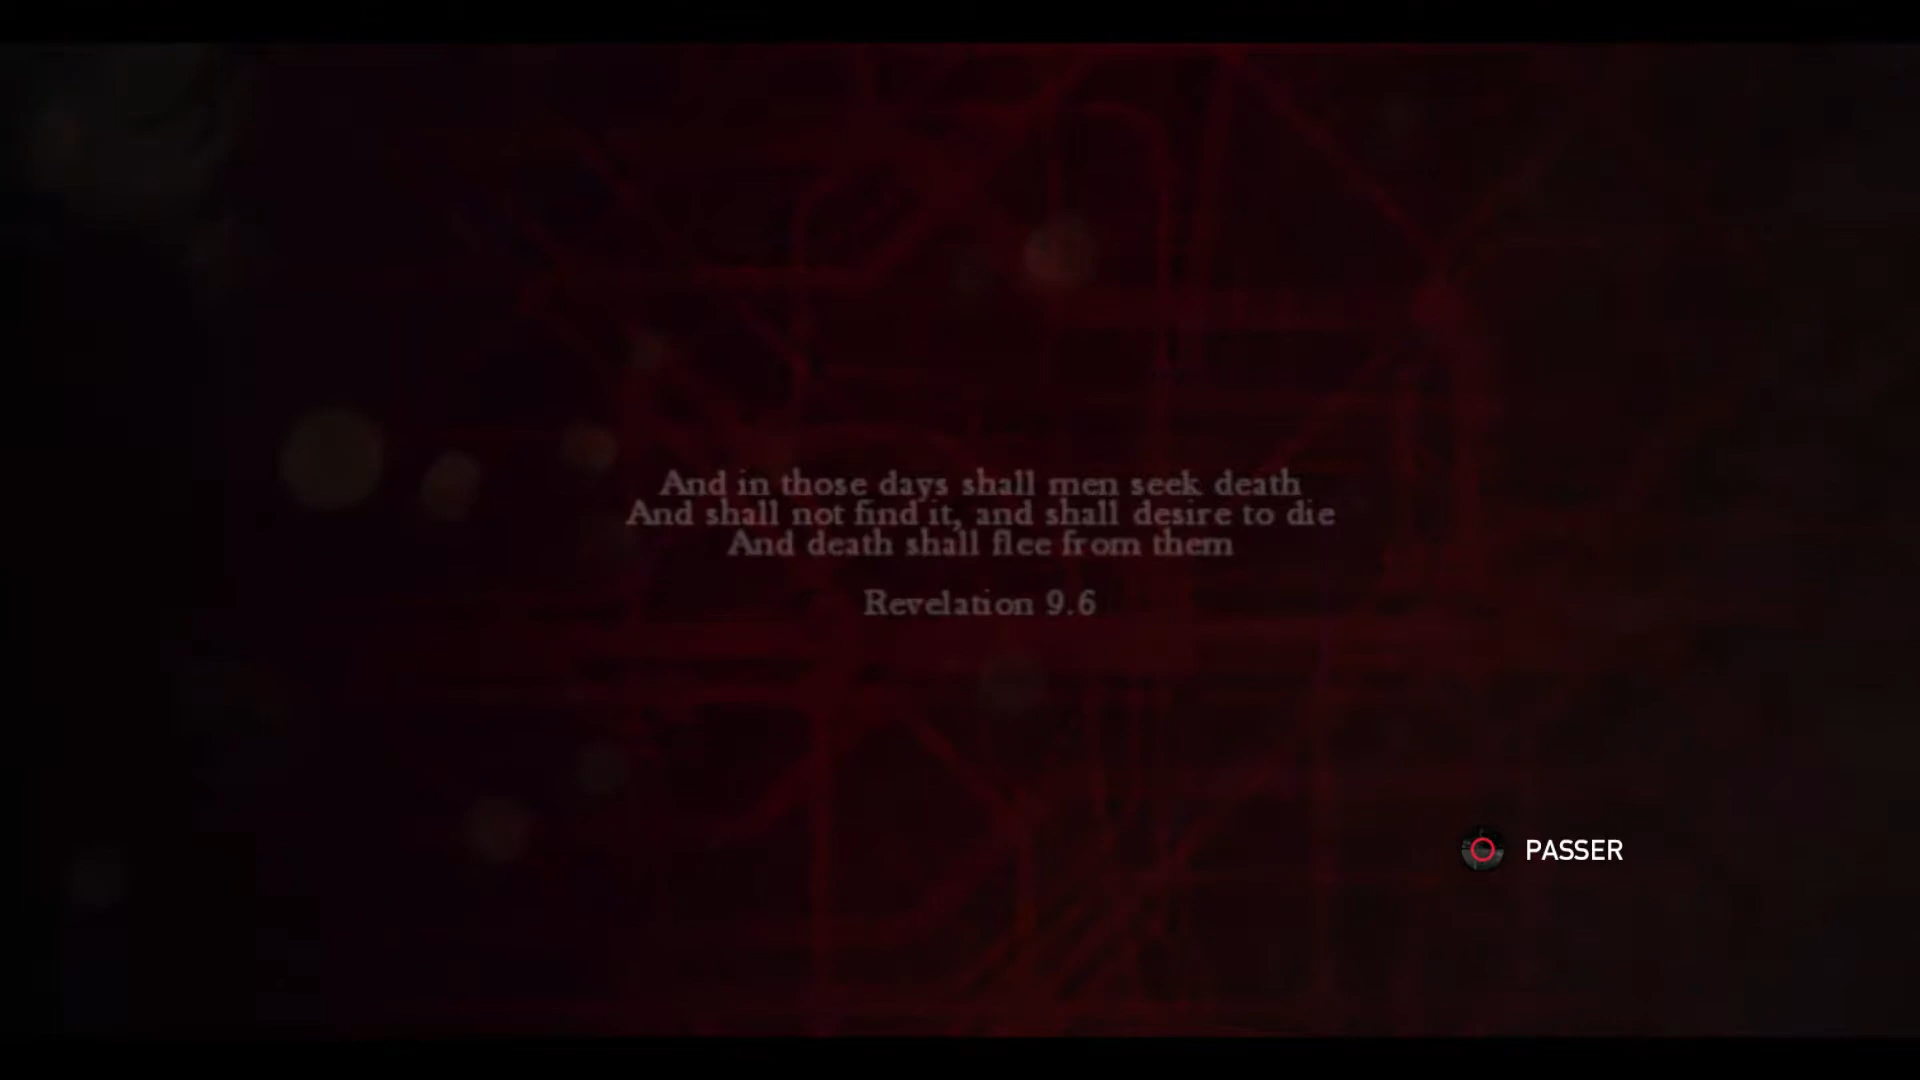 And in those days shall men seek death
And shall not find it, and shall desire to die
And death shall flee from them
Revelation 9.6
PASSER